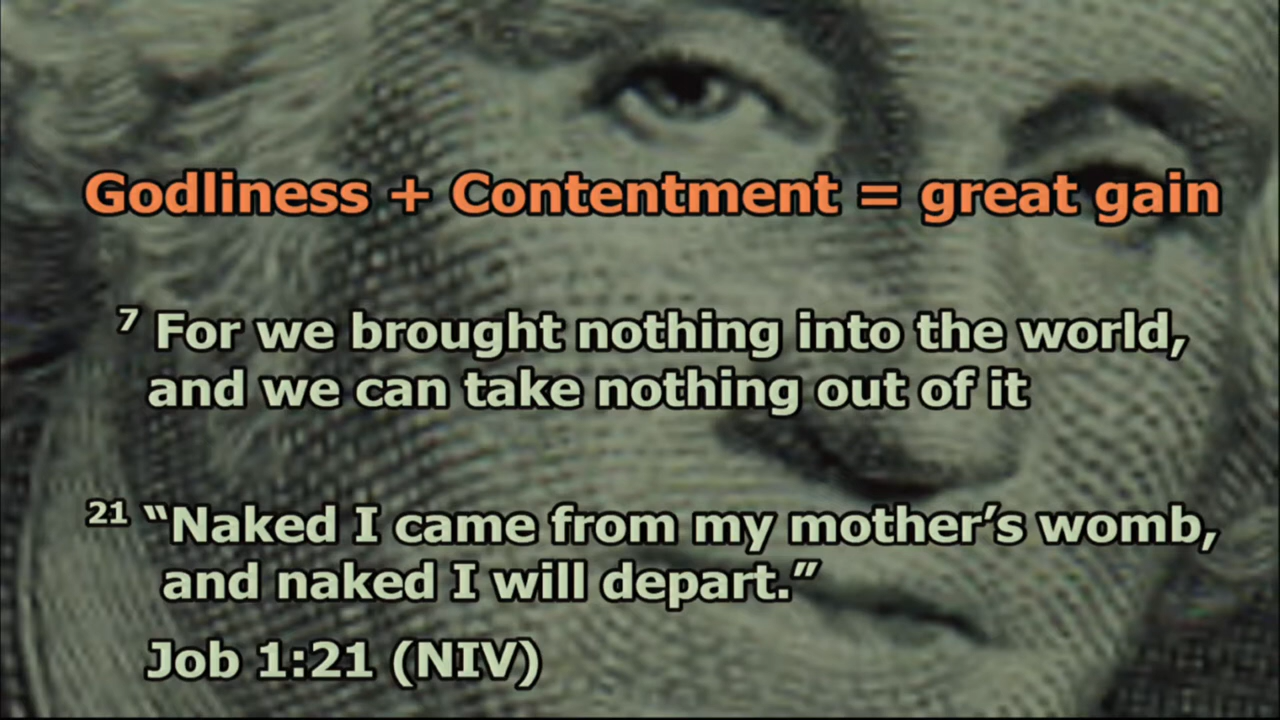 Godliness + Contentment = great gain
⁷ For we brought nothing into the world,
and we can take nothing out of it
²¹ “Naked I came from my mother’s womb,
and naked I will depart.”
Job 1:21 (NIV)